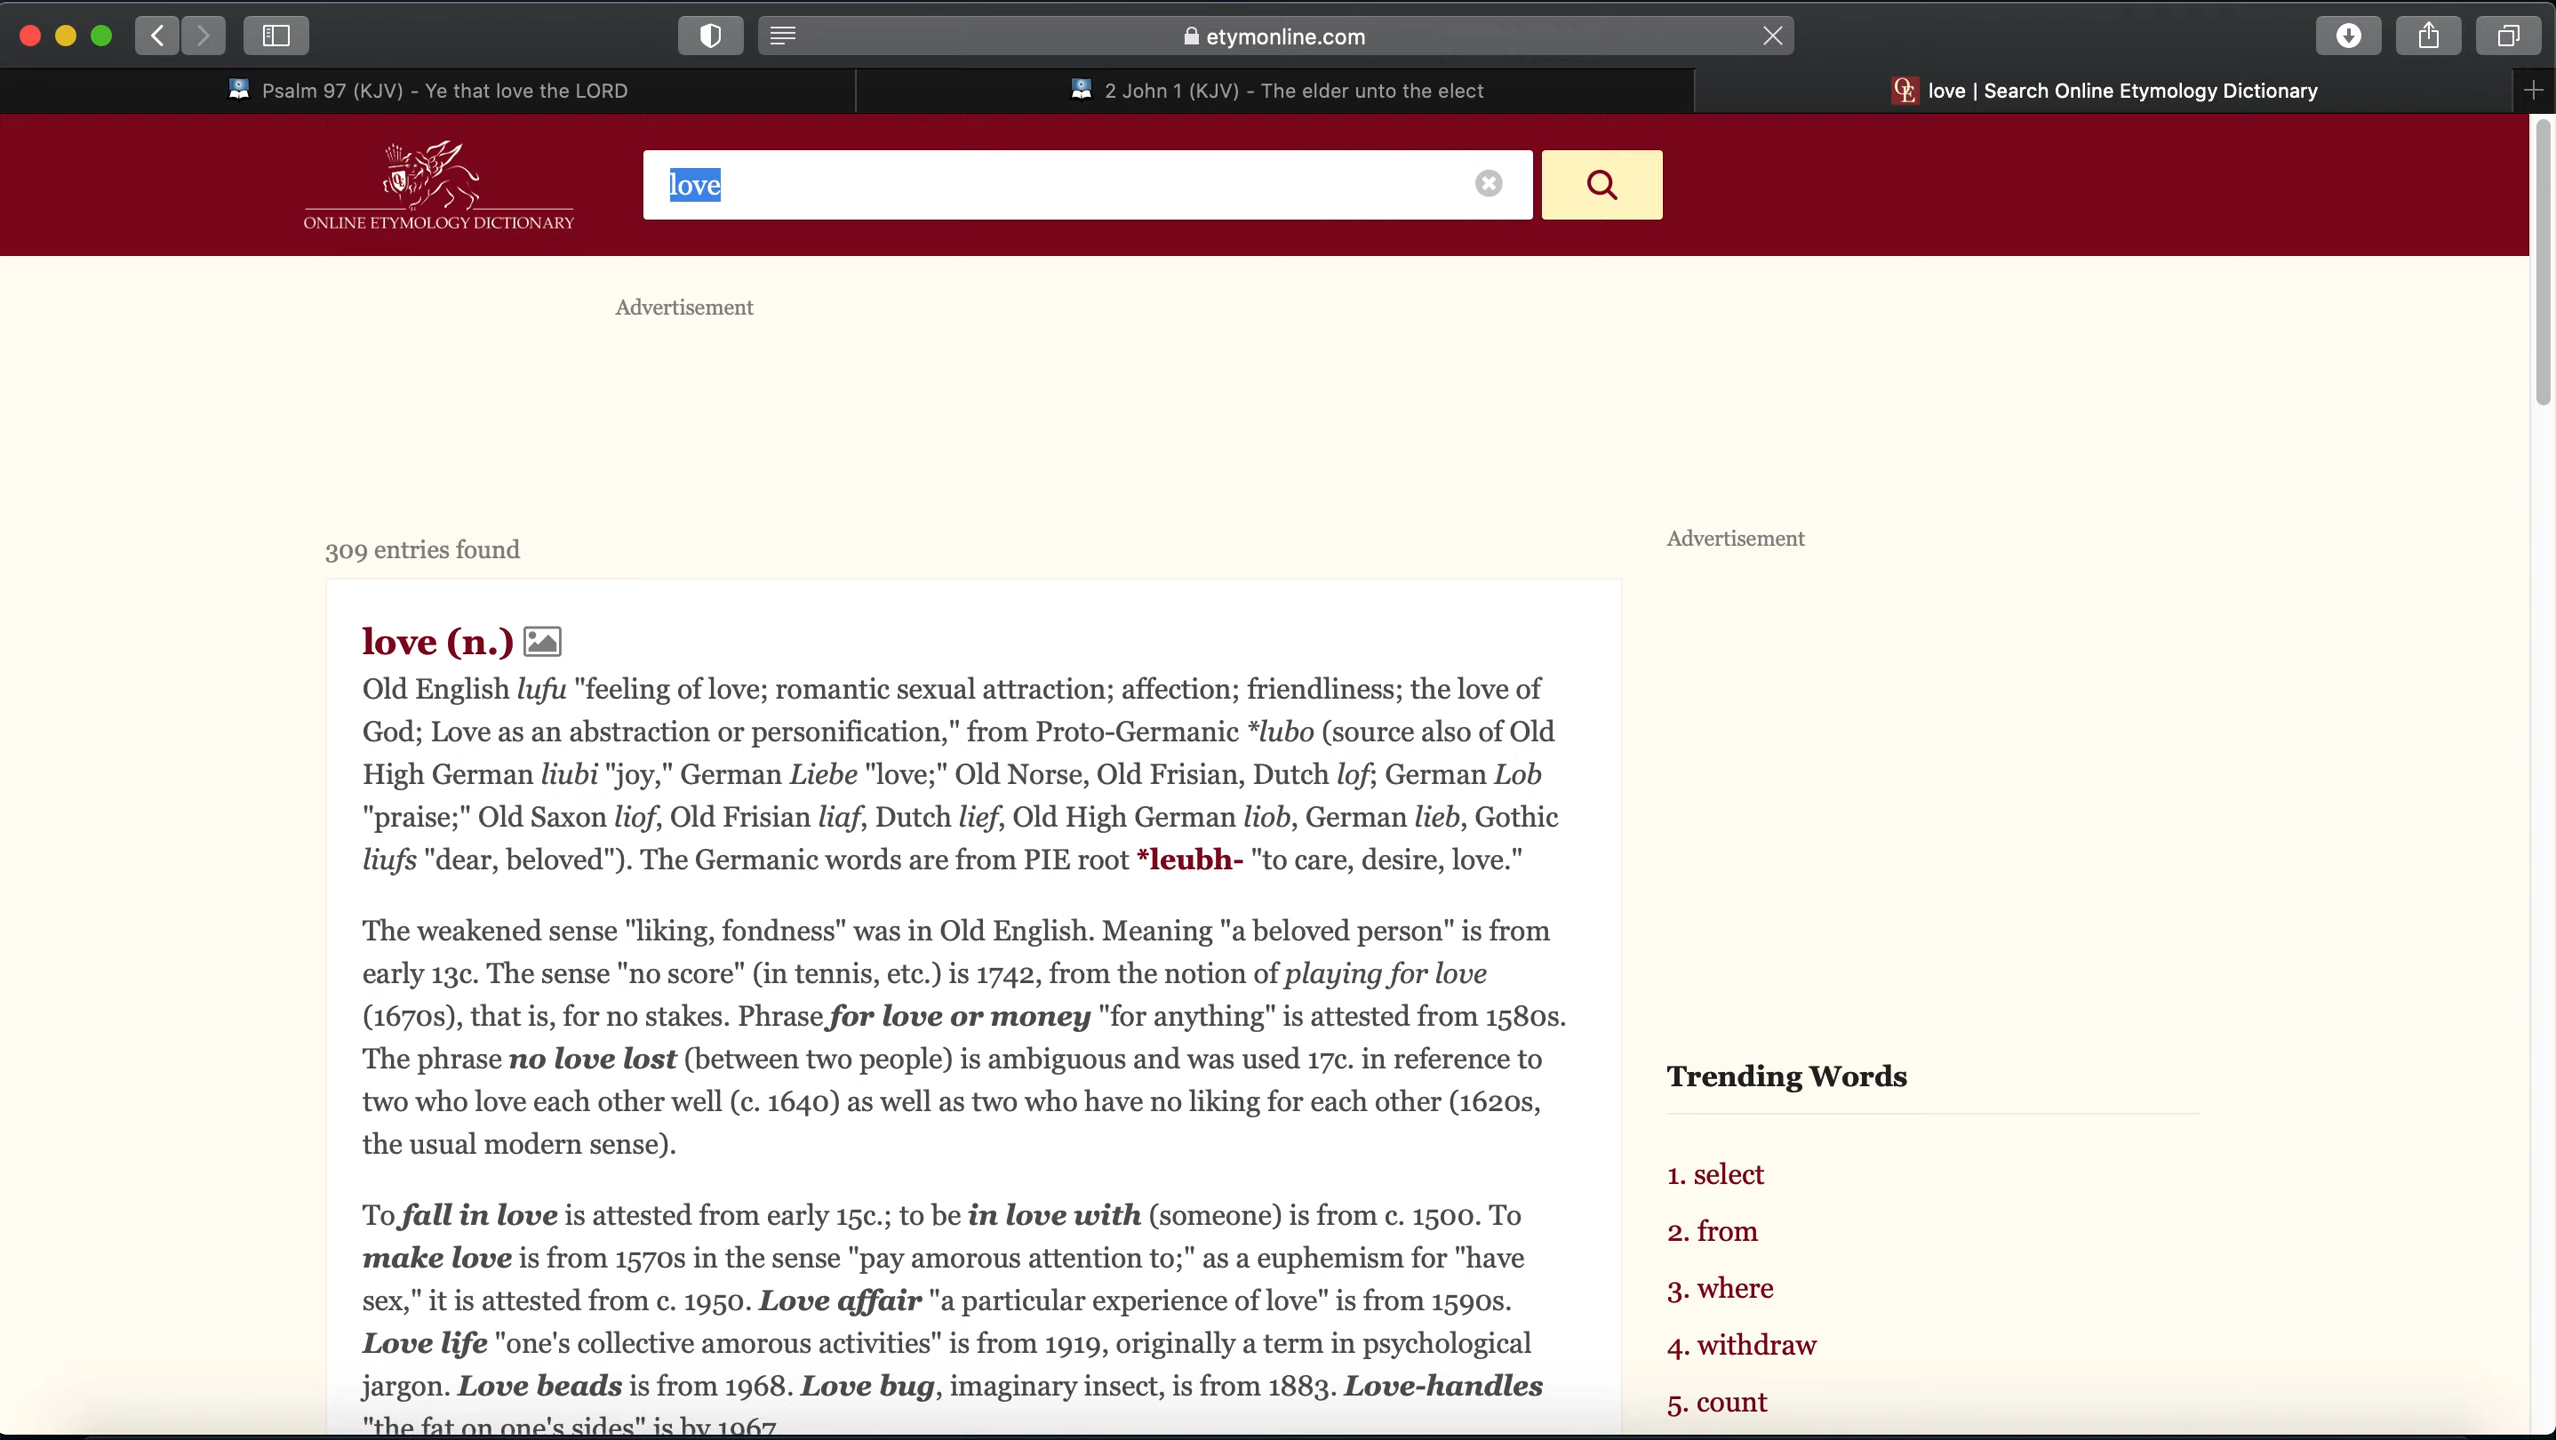 etymonline.com
Psalm 97 (KJV) - Ye that love the LORD
2 John 1 (KJV) - The elder unto the elect
OE love | Search Online Etymology Dictionary
ONLINE ETYMOLOGY DICTIONARY
love
Advertisement
309 entries found
Advertisement
love (n.)
Old English lufu "feeling of love; romantic sexual attraction; affection; friendliness; the love of
God; Love as an abstraction or personification," from Proto-Germanic *lubo (source also of Old
High German liubi "joy," German Liebe "love;" Old Norse, Old Frisian, Dutch lof; German Lob
"praise;" Old Saxon liof, Old Frisian liaf, Dutch lief, Old High German liob, German lieb, Gothic
liufs "dear, beloved"). The Germanic words are from PIE root *leubh- "to care, desire, love."
The weakened sense "liking, fondness" was in Old English. Meaning "a beloved person" is from
early 13c. The sense "no score" (in tennis, etc.) is 1742, from the notion of playing for love
(1670s), that is, for no stakes. Phrase for love or money "for anything" is attested from 1580s.
The phrase no love lost (between two people) is ambiguous and was used 17c. in reference to
two who love each other well (c. 1640) as well as two who have no liking for each other (1620s,
the usual modern sense).
To fall in love is attested from early 15c.; to be in love with (someone) is from c. 1500. To
make love is from 1570s in the sense "pay amorous attention to;" as a euphemism for "have
sex," it is attested from c. 1950. Love affair "a particular experience of love" is from 1590s.
Love life "one's collective amorous activities" is from 1919, originally a term in psychological
jargon. Love beads is from 1968. Love bug, imaginary insect, is from 1883. Love-handles
"the fat on one's sides" is by 1967
Trending Words
1. select
2. from
3. where
4. withdraw
5. count